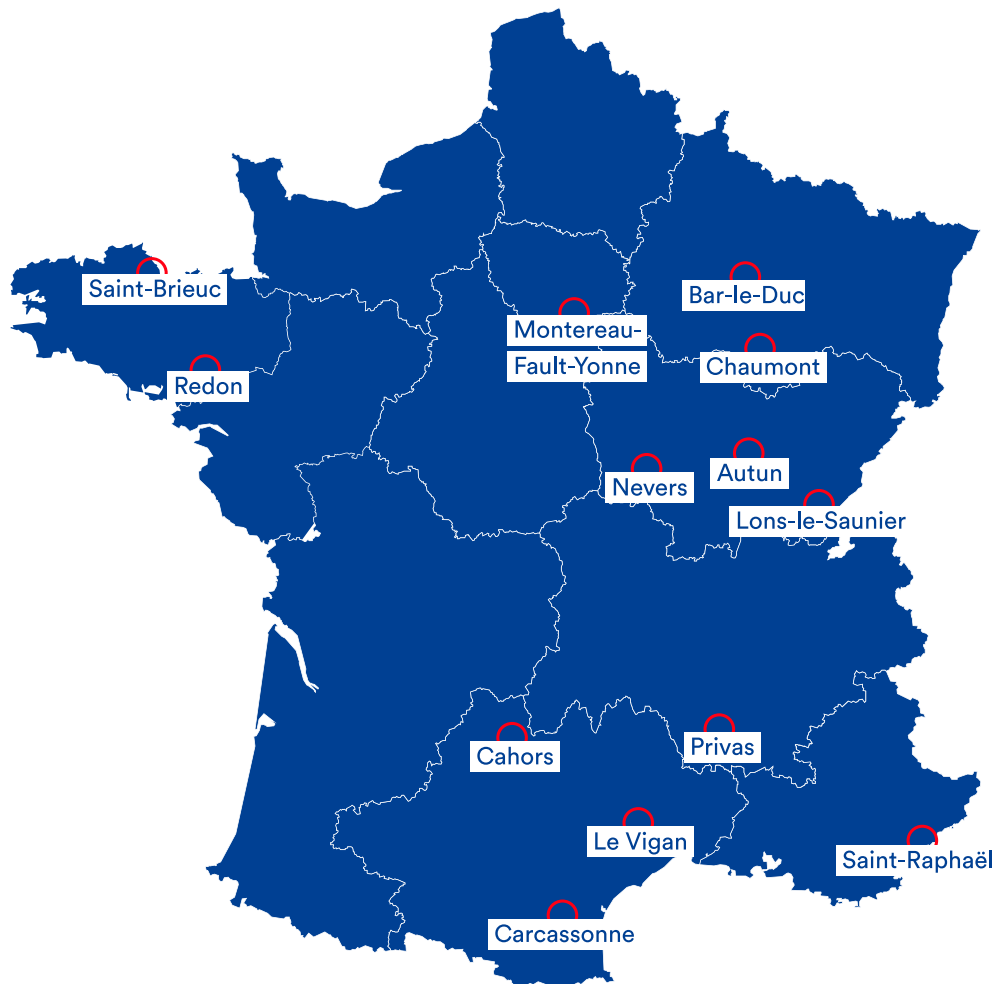 Saint-Brieuc
Bar-le-Duc
Montereau-
Fault-Yonne
Chaumont
Redon
Autun
Nevers
Lons-le-Saunier
Privas
Cahors
Le Vigan
Saint-Raphaël
Carcassonne